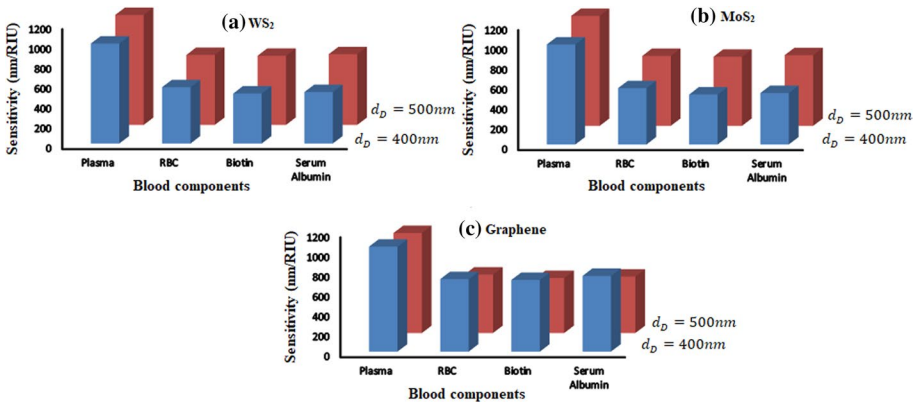 (a) WS₂
Sensitivity (nm/RIU)
1200
1000
800
600
400
200
0
d_D = 500nm
d_D = 400nm
Plasma RBC Biotin Serum
Albumin
Blood components
(b) MoS₂
Sensitivity (nm/RIU)
1200
1000
800
600
400
200
0
d_D = 500nm
d_D = 400nm
Plasma RBC Biotin Serum
Albumin
Blood components
(c) Graphene
Sensitivity (nm/RIU)
1200
1000
800
600
400
200
0
d_D = 500nm
d_D = 400nm
Plasma RBC Biotin Serum
Albumin
Blood components